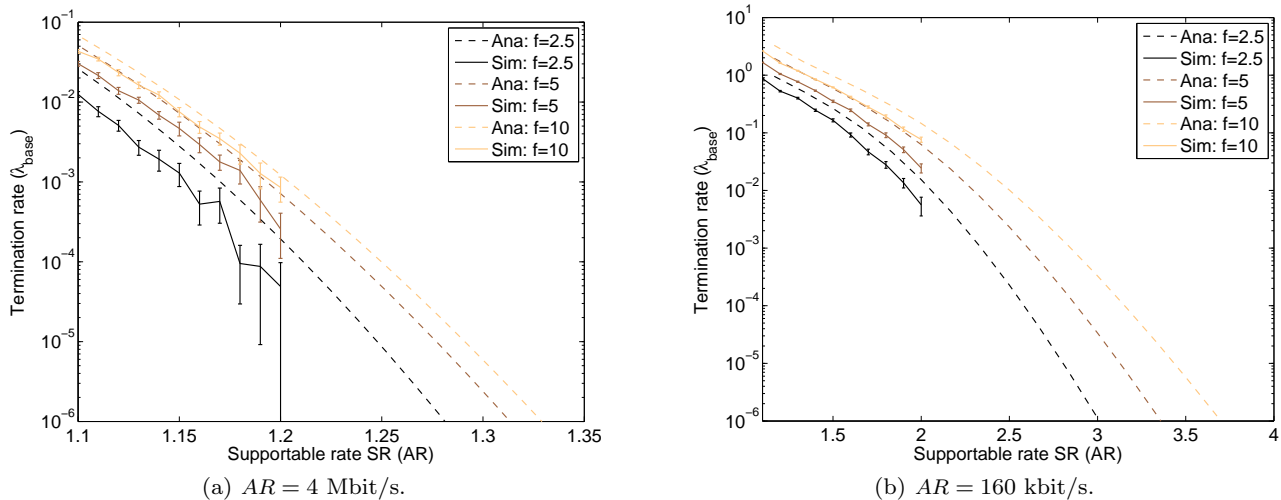 10^-1
10^-2
10^-3
10^-4
10^-5
10^-6
Termination rate (λ_base)
1.1 1.15 1.2 1.25 1.3 1.35
Supportable rate SR (AR)
Ana: f=2.5
Sim: f=2.5
Ana: f=5
Sim: f=5
Ana: f=10
Sim: f=10
(a) AR = 4 Mbit/s.
10^1
10^0
10^-1
10^-2
10^-3
10^-4
10^-5
10^-6
Termination rate (λ_base)
1.5 2 2.5 3 3.5 4
Supportable rate SR (AR)
Ana: f=2.5
Sim: f=2.5
Ana: f=5
Sim: f=5
Ana: f=10
Sim: f=10
(b) AR = 160 kbit/s.